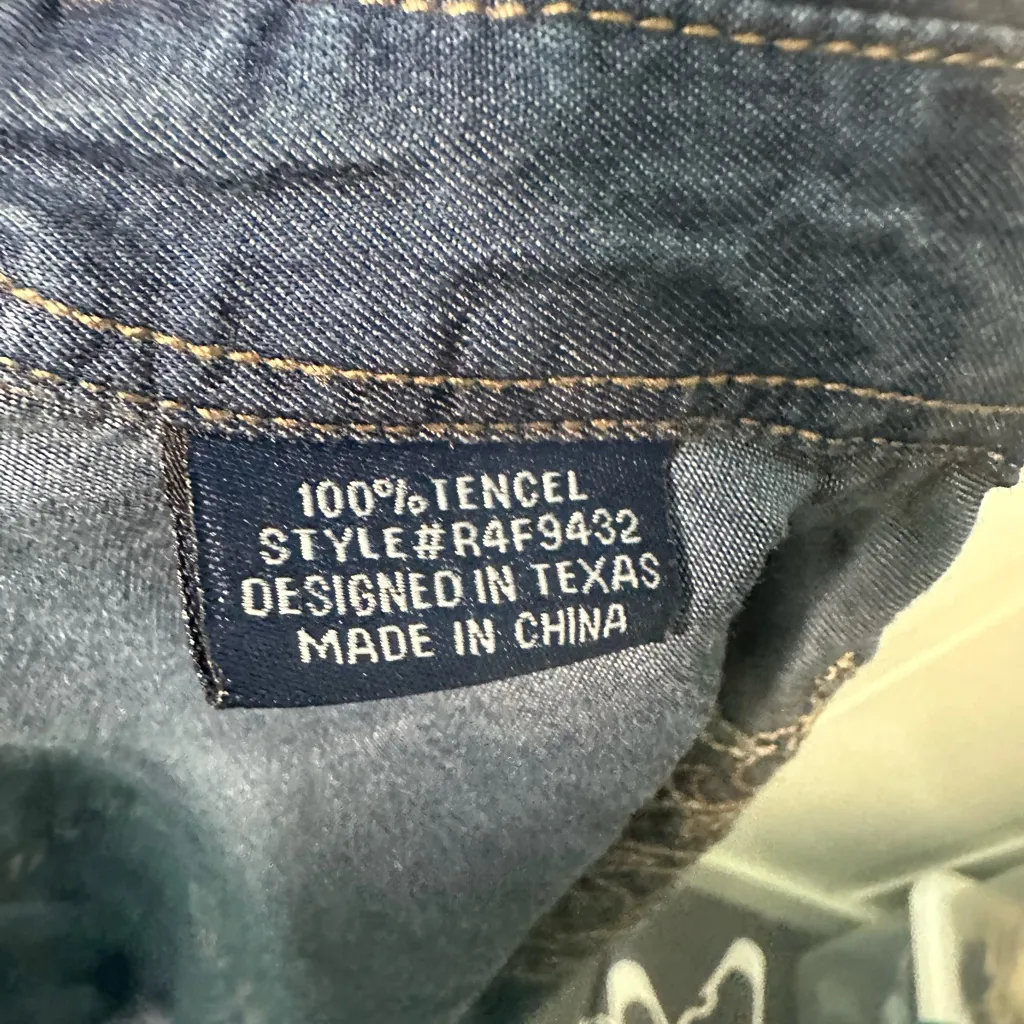 100% TENCEL
STYLE#R4F9432
DESIGNED IN TEXAS
MADE IN CHINA